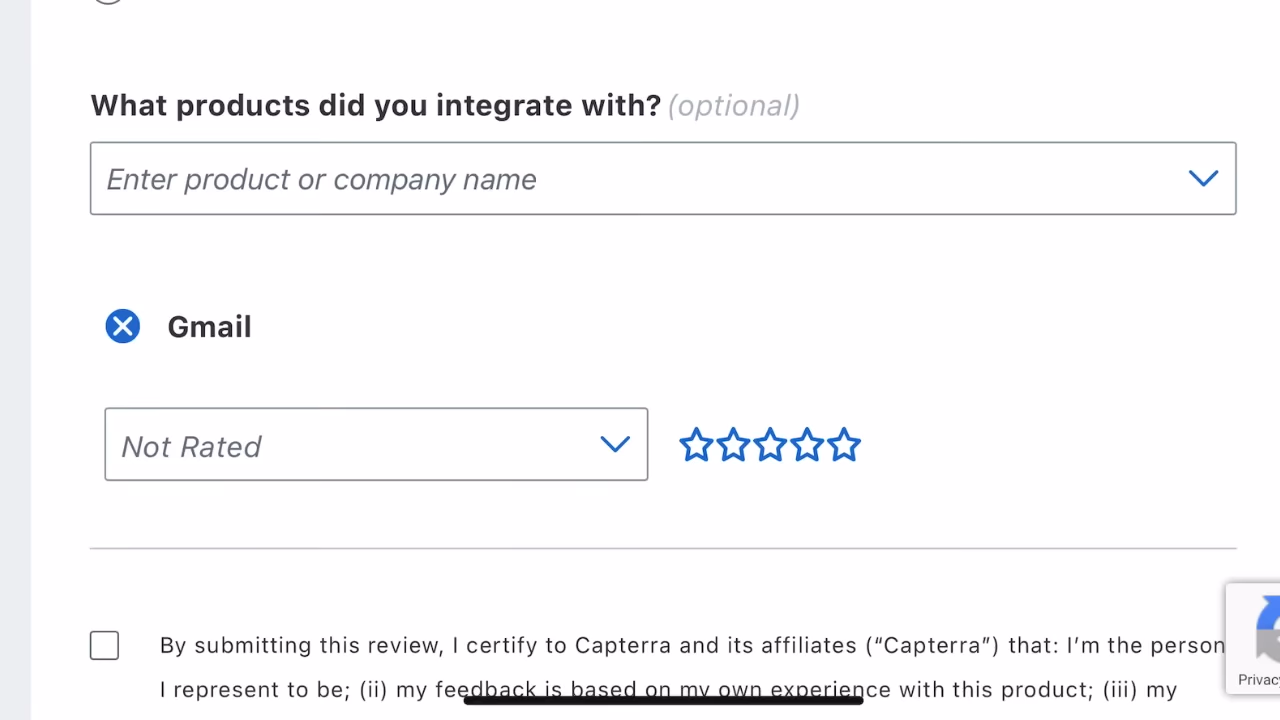 What products did you integrate with? (optional)
Enter product or company name
Gmail
Not Rated
By submitting this review, I certify to Capterra and its affiliates (“Capterra”) that: I’m the person
I represent to be; (ii) my feedback is based on my own experience with this product; (iii) my